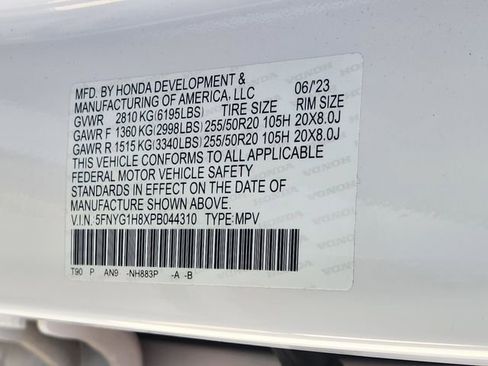 MFD. BY HONDA DEVELOPMENT & 06/'23
MANUFACTURING OF AMERICA, LLC
GVWR 2810 KG(6195LBS) TIRE SIZE RIM SIZE
GAWR F 1360 KG(2998LBS) 255/50R20 105H 20X8.0J
GAWR R 1515 KG(3340LBS) 255/50R20 105H 20X8.0J
THIS VEHICLE CONFORMS TO ALL APPLICABLE
FEDERAL MOTOR VEHICLE SAFETY
STANDARDS IN EFFECT ON THE DATE OF
MANUFACTURE SHOWN ABOVE.
V.I.N. 5FNYG1H8XPB044310 TYPE: MPV
T90 P AN9 -NH883P -A -B